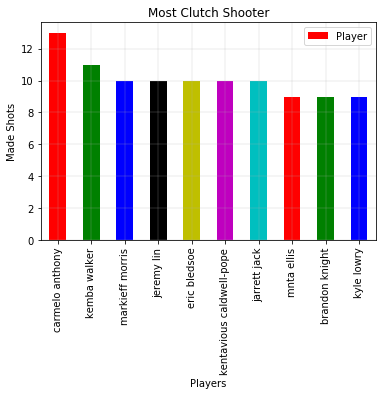 Most Clutch Shooter
Player
Made Shots
12
10
8
6
4
2
0
carmelo anthony
kemba walker
markieff morris
jeremy lin
eric bledsoe
kentavious caldwell-pope
jarrett jack
mnta ellis
brandon knight
kyle lowry
Players